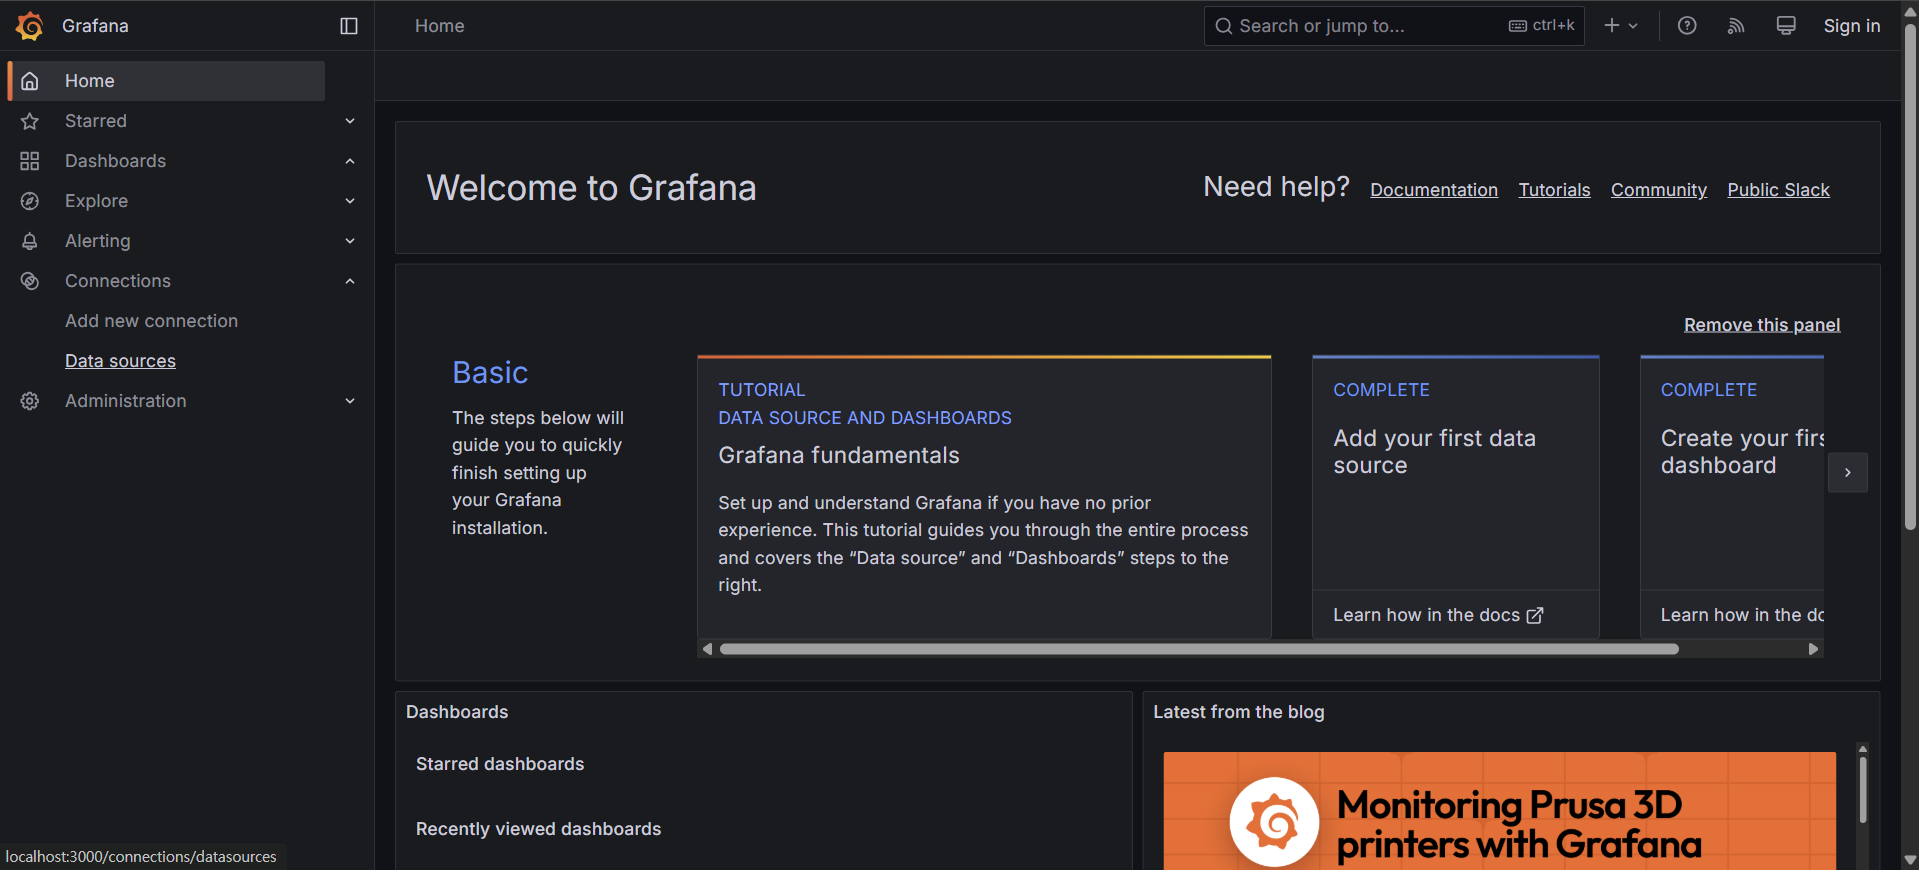 Grafana
Home
Search or jump to...
ctrl+k
Sign in
Home
Starred
Dashboards
Explore
Alerting
Connections
Add new connection
Data sources
Administration
Welcome to Grafana
Need help?
Documentation
Tutorials
Community
Public Slack
Remove this panel
Basic
The steps below will
guide you to quickly
finish setting up
your Grafana
installation.
TUTORIAL
DATA SOURCE AND DASHBOARDS
Grafana fundamentals
Set up and understand Grafana if you have no prior
experience. This tutorial guides you through the entire process
and covers the “Data source” and “Dashboards” steps to the
right.
COMPLETE
Add your first data
source
Learn how in the docs
COMPLETE
Create your firs
dashboard
Learn how in the do
Dashboards
Starred dashboards
Recently viewed dashboards
Latest from the blog
Monitoring Prusa 3D
printers with Grafana
localhost:3000/connections/datasources